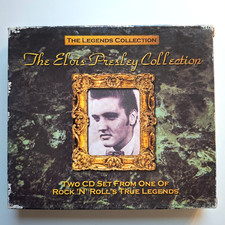 The Legends Collection
The Elvis Presley Collection
Two CD Set From One Of
Rock 'N' Roll's True Legends